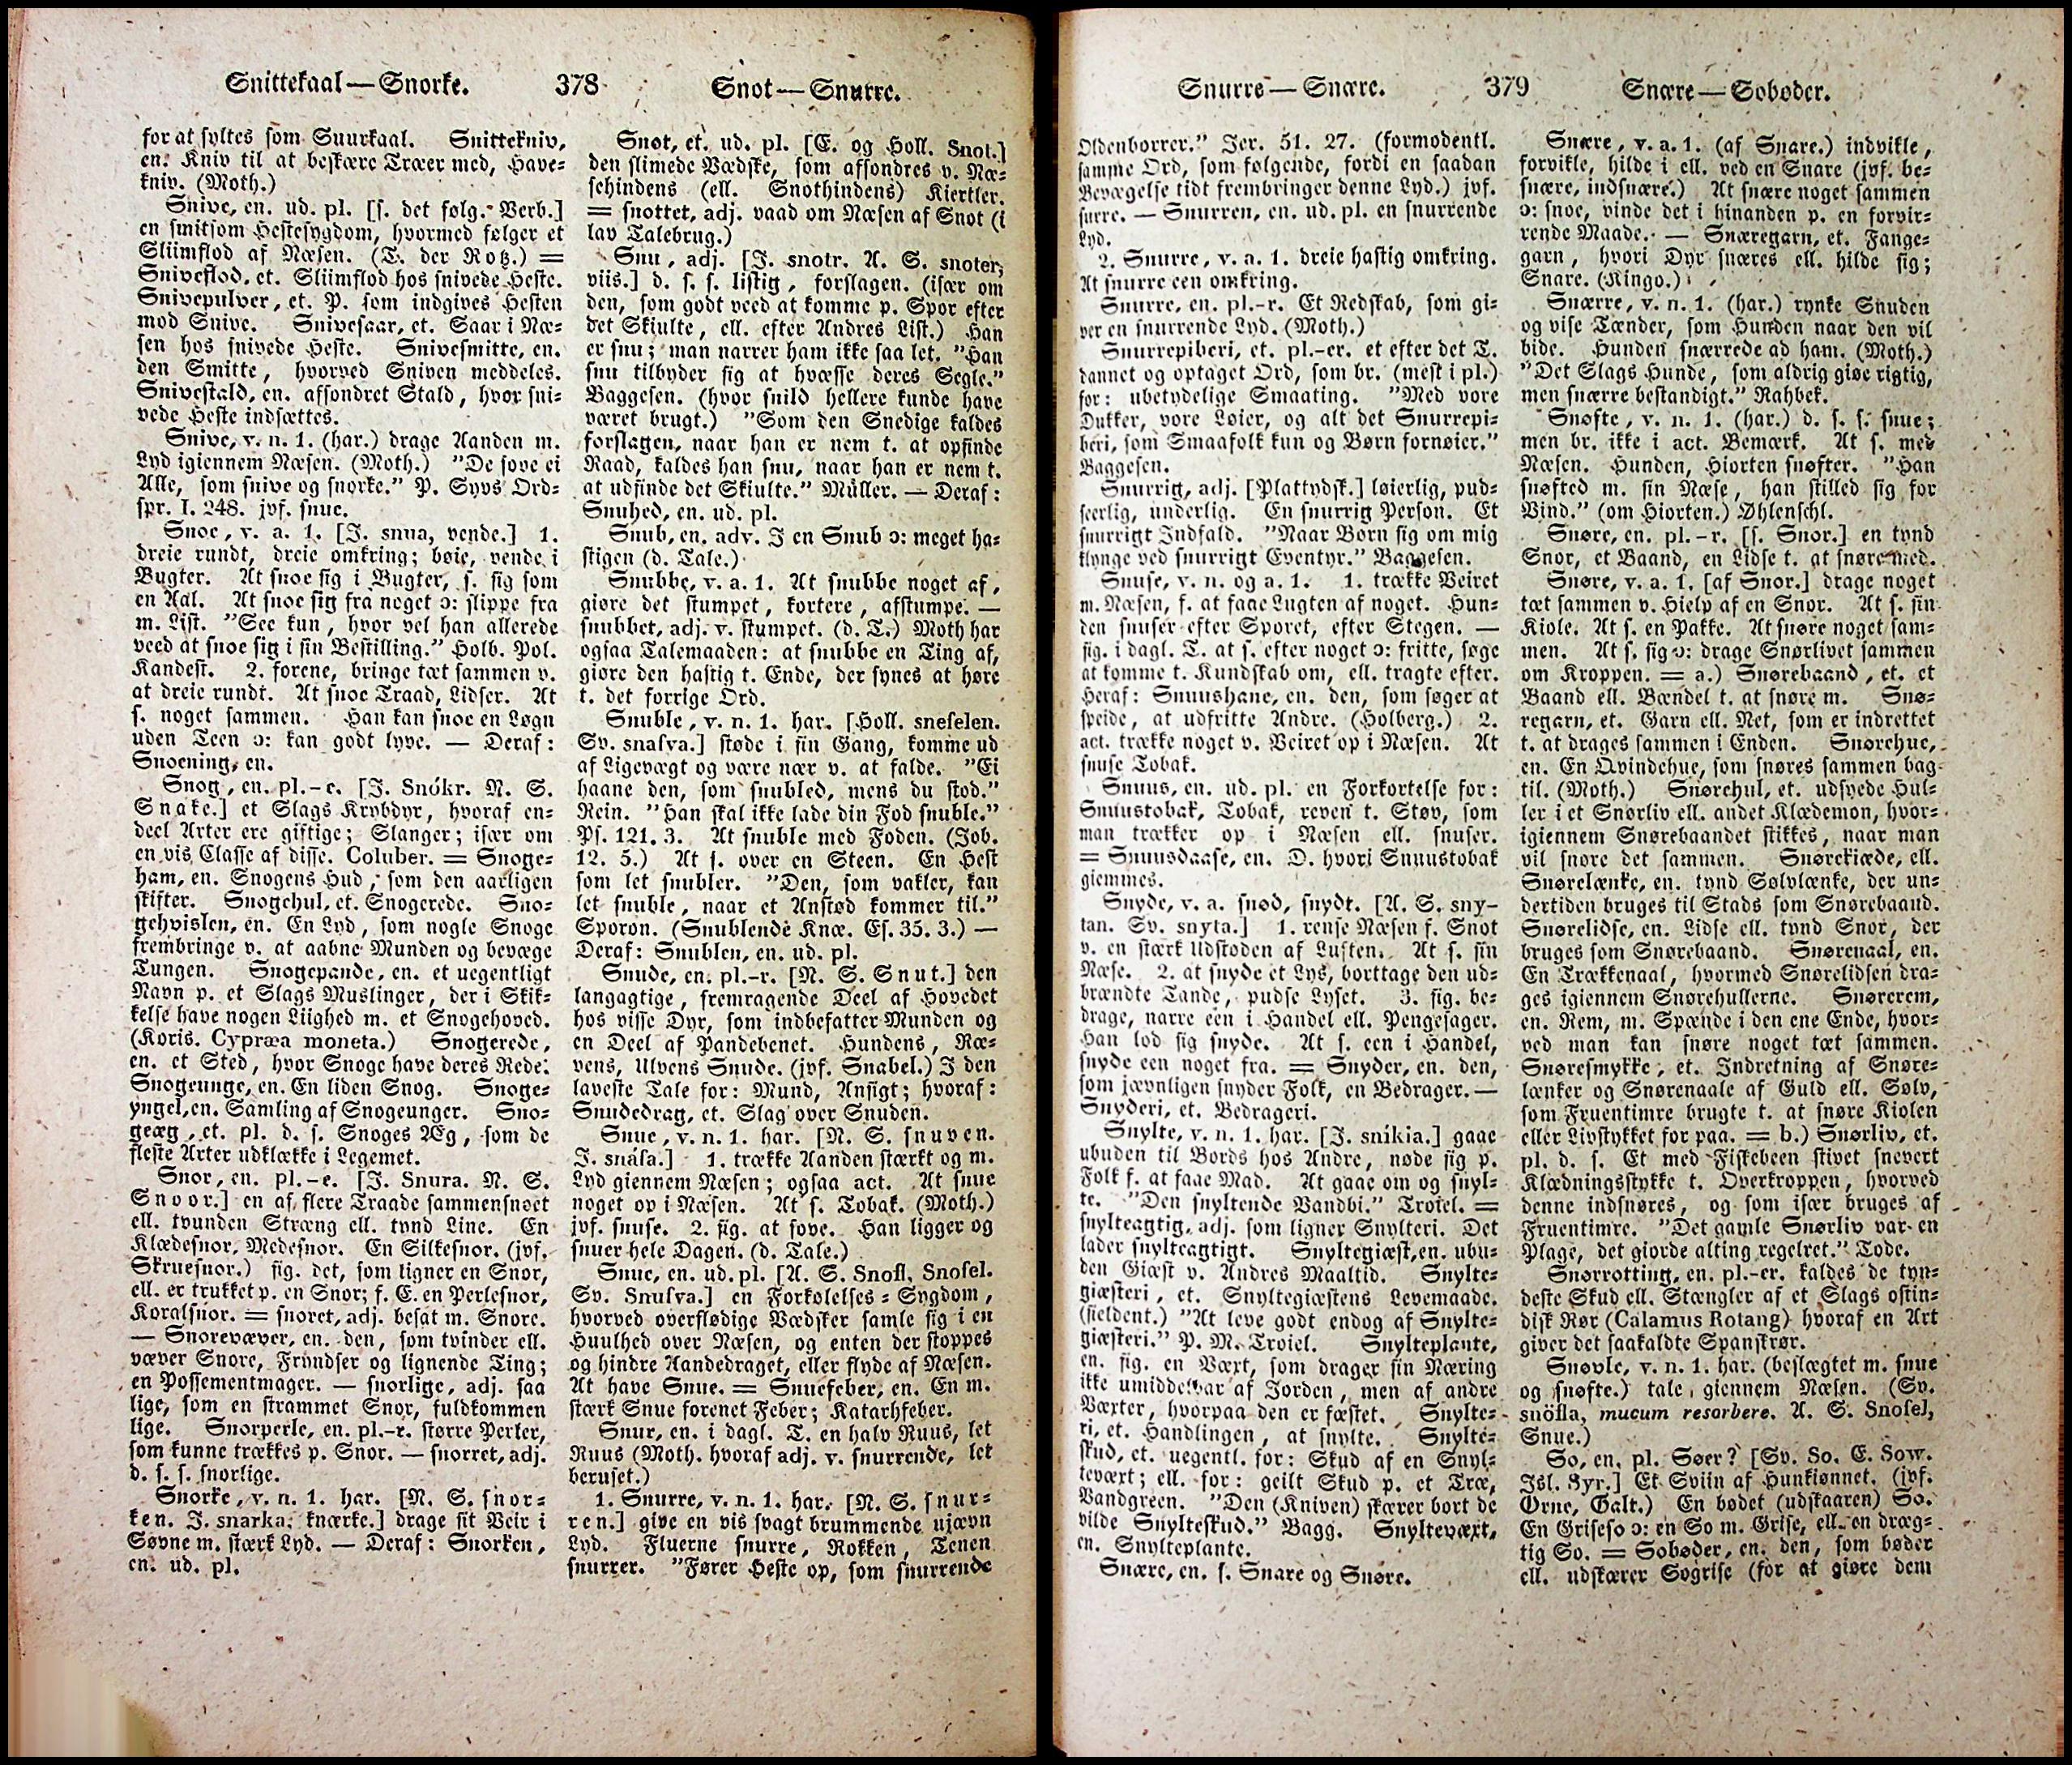 Snittekaal — Snorke. 378 Snot — Snurre.
for at syltes som Suurkaal. Snittekniv,
en. Kniv til at beskære Træer med, Have-
kniv. (Moth.)
Snive, en. ud. pl. [s. det følg. Verb.]
en smitsom Hestesygdom, hvormed følger et
Sliimflod af Næsen. (T. der Rotz.) =
Sniveflod, et. Sliimflod hos snivede Heste.
Snivepulver, et. P. som indgives Hesten
mod Snive. Snivesaar, et. Saar i Næ-
sen hos snivede Heste. Snivesmitte, en.
den Smitte, hvorved Sniven meddeles.
Snivestald, en. affondret Stald, hvor sni-
vede Heste indsættes.
Snive, v. n. 1. (har.) drage Aanden m.
Lyd igiennem Næsen. (Moth.) "De sove ei
Alle, som snive og snorke." P. Syvs Ord-
spr. I. 248. jvf. snue.
Snoe, v. a. 1. [I. snua, vende.] 1.
dreie rundt, dreie omkring; bøie, vende i
Bugter. At snoe sig i Bugter, s. sig som
en Aal. At snoe sig fra noget ɔ: slippe fra
m. List. "See kun, hvor vel han allerede
veed at snoe sig i sin Bestilling." Holb. Pol.
Kandest. 2. forene, bringe tæt sammen v.
at dreie rundt. At snoe Traad, Lidser. At
s. noget sammen. Han kan snoe en Løgn
uden Teen ɔ: kan godt lyve. — Deraf:
Snoening, en.
Snog, en. pl.-e. [I. Snókr. N. S.
Snake.] et Slags Krybdyr, hvoraf en-
deel Arter ere giftige; Slanger; især om
en vis Classe af disse. Coluber. = Snoge-
ham, en. Snogens Hud, som den aarligen
skifter. Snogehul, et. Snogerede. Sno-
gehvislen, en. En Lyd, som nogle Snoge
frembringe v. at aabne Munden og bevæge
Tungen. Snogepande, en. et uegentligt
Navn p. et Slags Muslinger, der i Skik-
kelse have nogen Liighed m. et Snogehoved.
(Koris. Cypræa moneta.) Snogerede,
en. et Sted, hvor Snoge have deres Rede.
Snogeunge, en. En liden Snog. Snoge-
yngel, en. Samling af Snogeunger. Sno-
geæg, et. pl. d. s. Snoges Æg, som de
fleste Arter udklække i Legemet.
Snor, en. pl.-e. [I. Snura. N. S.
Snoor.] en af flere Traade sammensnoet
ell. tvunden Stræng ell. tynd Line. En
Klædesnor, Medesnor. En Silkesnor. (jvf.
Skruesnor.) fig. det, som ligner en Snor,
ell. er trukket p. en Snor; f. E. en Perlesnor,
Koralsnor. = snoret, adj. besat m. Snore.
— Snorevæver, en. den, som tvinder ell.
væver Snore, Fryndser og lignende Ting;
en Possementmager. — snorlige, adj. saa
lige, som en strammet Snor, fuldkommen
lige. Snorperle, en. pl.-r. større Perler,
som kunne trækkes p. Snor. — snorret, adj.
d. s. s. snorlige.
Snorke, v. n. 1. har. [N. S. snor-
ken. I. snarka, knærke.] drage sit Veir i
Søvne m. stærk Lyd. — Deraf: Snorken,
en. ud. pl.
Snot, et. ud. pl. [E. og Holl. Snot.]
den slimede Vædske, som affondres v. Næ-
sehindens (ell. Snothindens) Kiertler.
= snottet, adj. vaad om Næsen af Snot (i
lav Talebrug.)
Snu, adj. [I. snotr. A. S. snoter,
viis.] d. s. s. listig, forslagen. (især om
den, som godt veed at komme p. Spor efter
det Skiulte, ell. efter Andres List.) Han
er snu; man narrer ham ikke saa let. "Han
snu tilbyder sig at hvæsse deres Segle."
Baggesen. (hvor snild hellere kunde have
været brugt.) "Som den Snedige kaldes
forslagen, naar han er nem t. at opfinde
Raad, kaldes han snu, naar han er nem t.
at udfinde det Skiulte." Müller. — Deraf:
Snuhed, en. ud. pl.
Snub, en. adv. I en Snub ɔ: meget ha-
stigen (d. Tale.)
Snubbe, v. a. 1. At snubbe noget af,
giøre det stumpet, kortere, afstumpe. —
snubbet, adj. v. stumpet. (d. T.) Moth har
ogsaa Talemaaden: at snubbe en Ting af,
giøre den hastig t. Ende, der synes at høre
t. det forrige Ord.
Snuble, v. n. 1. har. [Holl. snefelen.
Sv. snafva.] støde i sin Gang, komme ud
af Ligevægt og være nær v. at falde. "Ei
haane den, som snubled, mens du stod."
Rein. "Han skal ikke lade din Fod snuble."
Ps. 121. 3. At snuble med Foden. (Job.
12. 5.) At s. over en Steen. En Hest
som let snubler. "Den, som vakler, kan
let snuble, naar et Anstød kommer til."
Sporon. (Snublende Knæ. Es. 35. 3.) —
Deraf: Snublen, en. ud. pl.
Snude, en. pl.-r. [N. S. Snut.] den
langagtige, fremragende Deel af Hovedet
hos visse Dyr, som indbefatter Munden og
en Deel af Pandebenet. Hundens, Ræ-
vens, Ulvens Snude. (jvf. Snabel.) I den
laveste Tale for: Mund, Ansigt; hvoraf:
Snudedrag, et. Slag over Snuden.
Snue, v. n. 1. har. [N. S. snuven.
I. snáfa.] 1. trække Aanden stærkt og m.
Lyd giennem Næsen; ogsaa act. At snue
noget op i Næsen. At s. Tobak. (Moth.)
jvf. snuse. 2. fig. at sove. Han ligger og
snuer hele Dagen. (d. Tale.)
Snue, en. ud. pl. [A. S. Snofl, Snofel.
Sv. Snufva.] en Forkølelses-Sygdom,
hvorved overflødige Vædsker samle sig i en
Huulhed over Næsen, og enten der stoppes
og hindre Aandedraget, eller flyde af Næsen.
At have Snue. = Snuefeber, en. En m.
stærk Snue forenet Feber; Katarhfeber.
Snur, en. i dagl. T. en halv Ruus, let
Ruus (Moth. hvoraf adj. v. snurrende, let
beruset.)
1. Snurre, v. n. 1. har. [N. S. snur-
ren.] give en vis svagt brummende ujævn
Lyd. Fluerne snurre, Rokken, Tenen
snurrer. "Fører Heste op, som snurrende
Snurre — Snære. 379 Snære — Sobøder.
Oldenborrer." Jer. 51. 27. (formodentl.
samme Ord, som følgende, fordi en saadan
Bevægelse tidt frembringer denne Lyd.) jvf.
surre. — Snurren, en. ud. pl. en snurrende
Lyd.
2. Snurre, v. n. 1. dreie hastig omkring.
At snurre een omkring.
Snurre, en. pl.-r. Et Redskab, som gi-
ver en snurrende Lyd. (Moth.)
Snurrepiberi, et. pl.-er. et efter det T.
dannet og optaget Ord, som br. (mest i pl.)
for: ubetydelige Smaating. "Med vore
Dukker, vore Løier, og alt det Snurrepi-
beri, som Smaafolk kun og Børn fornøier."
Baggesen.
Snurrig, adj. [Plattydsk.] løierlig, pud-
seerlig, underlig. En snurrig Person. Et
snurrigt Indfald. "Naar Born sig om mig
klynge ved snurrigt Eventyr." Baggesen.
Snuse, v. n. og a. 1. 1. trække Veiret
m. Næsen, f. at faae Lugten af noget. Hun-
den snuser efter Sporet, efter Stegen. —
fig. i dagl. T. at s. efter noget ɔ: fritte, søge
at komme t. Kundskab om, ell. tragte efter.
Heraf: Snuushane, en. den, som søger at
speide, at udfritte Andre. (Holberg.) 2.
act. trække noget v. Veiret op i Næsen. At
snuse Tobak.
Snuus, en. ud. pl. en Forkortelse for:
Snuustobak, Tobak, reven t. Støv, som
man trækker op i Næsen ell. snuser.
= Snuusdaase, en. D. hvori Snuustobak
giemmes.
Snyde, v. a. snød, snydt. [A. S. sny-
tan. Sv. snyta.] 1. rense Næsen f. Snot
v. en stærk Udstøden af Luften. At s. sin
Næse. 2. at snyde et Lys, borttage den ud-
brændte Tande, pudse Lyset. 3. fig. be-
drage, narre een i Handel ell. Pengesager.
Han lod sig snyde. At s. een i Handel,
snyde een noget fra. = Snyder, en. den,
som jævnligen snyder Folk, en Bedrager. —
Snyderi, et. Bedrageri.
Snylte, v. n. 1. har. [I. sníkia.] gaae
ubuden til Bords hos Andre, nøde sig p.
Folk f. at faae Mad. At gaae om og snyl-
te. "Den snyltende Vandbi." Troiel. =
snylteagtig, adj. som ligner Snylteri. Det
lader snylteagtigt. Snyltegiæst, en. ubu-
den Giæst v. Andres Maaltid. Snylte-
giæsteri, et. Snyltegiæstens Levemaade.
(sieldent.) "At leve godt endog af Snylte-
giæsteri." P. M. Troiel. Snylteplante,
en. fig. en Væxt, som drager sin Næring
ikke umiddelbar af Jorden, men af andre
Væxter, hvorpaa den er fæstet. Snylte-
ri, et. Handlingen, at snylte. Snylte-
skud, et. uegentl. for: Skud af en Snyl-
tevæxt; ell. for: geilt Skud p. et Træ,
Vandgreen. "Den (Kniven) skærer bort de
vilde Snylteskud." Bagg. Snyltevæxt,
en. Snylteplante.
Snære, en. s. Snare og Snøre.
Snære, v. a. 1. (af Snare.) indvikle,
forvikle, hilde i ell. ved en Snare (jvf. be-
snære, indsnære.) At snære noget sammen
ɔ: snoe, vinde det i hinanden p. en forvir-
rende Maade. — Snæregarn, et. Fange-
garn, hvori Dyr snæres ell. hilde sig;
Snare. (Kingo.)
Snærre, v. n. 1. (har.) rynke Snuden
og vise Tænder, som Hunden naar den vil
bide. Hunden snærrede ad ham. (Moth.)
"Det Slags Hunde, som aldrig giøe rigtig,
men snærre bestandigt." Rahbek.
Snøfte, v. n. 1. (har.) d. s. s. snue;
men br. ikke i act. Bemærk. At s. med
Næsen. Hunden, Hiorten snøfter. "Han
snøfted m. sin Næse, han stilled sig for
Vind." (om Hiorten.) Øhlenschl.
Snøre, en. pl.-r. [s. Snor.] en tynd
Snor, et Baand, en Lidse t. at snøre med.
Snøre, v. a. 1. [af Snor.] drage noget
tæt sammen v. Hielp af en Snor. At s. sin
Kiole. At s. en Pakke. At snøre noget sam-
men. At s. sig ɔ: drage Snørlivet sammen
om Kroppen. = a.) Snørebaand, et. et
Baand ell. Bændel t. at snøre m. Snø-
regarn, et. Garn ell. Net, som er indrettet
t. at drages sammen i Enden. Snørehue,
en. En Qvindehue, som snøres sammen bag-
til. (Moth.) Snørehul, et. udsyede Hul-
ler i et Snørliv ell. andet Klædemon, hvor-
igiennem Snørebaandet stikkes, naar man
vil snøre det sammen. Snørekiæde, ell.
Snørelænke, en. tynd Sølvlænke, der un-
dertiden bruges til Stads som Snørebaand.
Snørelidse, en. Lidse ell. tynd Snor, der
bruges som Snørebaand. Snørenaal, en.
En Trækkenaal, hvormed Snørelidsen dra-
ges igiennem Snørehullerne. Snørerem,
en. Rem, m. Spænde i den ene Ende, hvor-
ved man kan snøre noget tæt sammen.
Snøresmykke, et. Indretning af Snøre-
lænker og Snørenaale af Guld ell. Sølv,
som Fruentimre brugte t. at snøre Kiolen
eller Livstykket for paa. = b.) Snørliv, et.
pl. d. s. Et med Fiskebeen stivet snevert
Klædningsstykke t. Overkroppen, hvorved
denne indsnøres, og som især bruges af
Fruentimre. "Det gamle Snørliv var en
Plage, det giorde alting regelret." Tode.
Snørrotting, en. pl.-er. kaldes de tyn-
deste Skud ell. Stængler af et Slags ostin-
disk Rør (Calamus Rotang) hvoraf en Art
giver det saakaldte Spanskrør.
Snøvle, v. n. 1. har. (beslægtet m. snue
og snøfte.) tale giennem Næsen. (Sv.
snöfla, mucum resorbere. A. S. Snofel,
Snue.)
So, en. pl. Søer? [Sv. So. E. Sow.
Isl. Syr.] Et Sviin af Hunkiønnet. (jvf.
Orne, Galt.) En bødet (udskaaren) So.
En Griseso ɔ: en So m. Grise, ell. en dræg-
tig So. = Sobøder, en. den, som bøder
ell. udskærer Sogrise (for at giøre dem